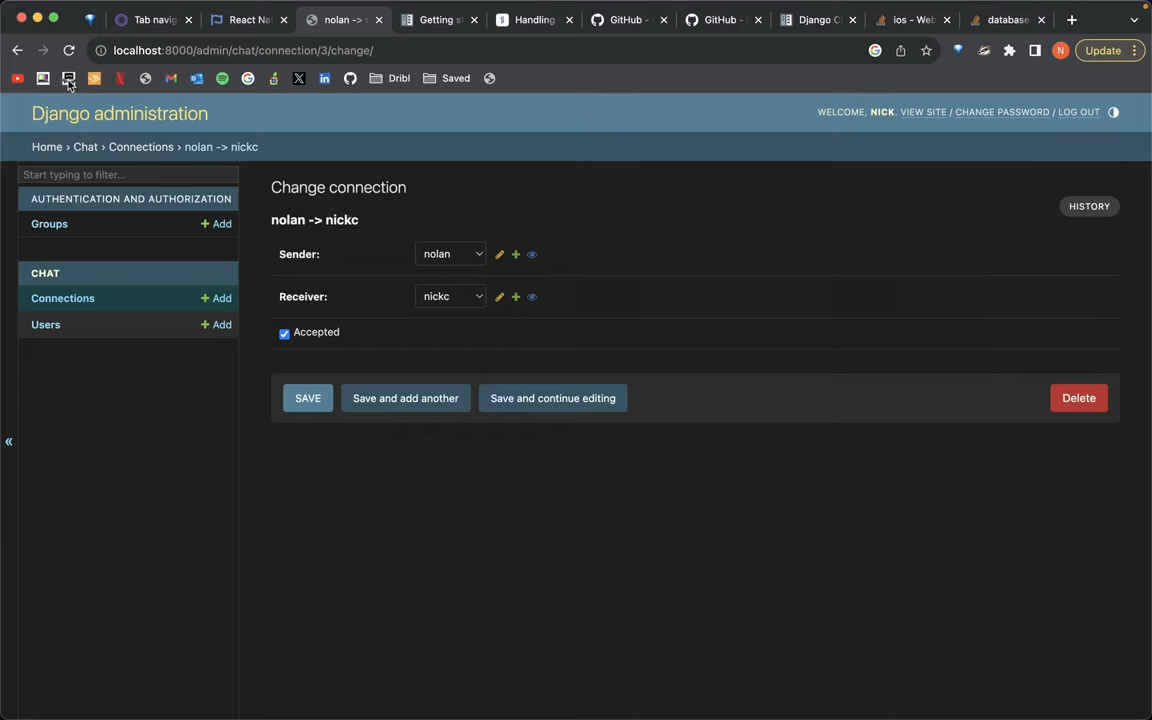 Tab navig
React Nat
nolan ->
Getting st
Handling
GitHub -
GitHub -
Django C
ios - Web
database
localhost:8000/admin/chat/connection/3/change/
N
Update
Dribl
Saved
Django administration
WELCOME, NICK. VIEW SITE / CHANGE PASSWORD / LOG OUT
Home › Chat › Connections › nolan -> nickc
Start typing to filter...
AUTHENTICATION AND AUTHORIZATION
Groups
+ Add
CHAT
Connections
+ Add
Users
+ Add
«
Change connection
HISTORY
nolan -> nickc
Sender:
nolan
Receiver:
nickc
Accepted
SAVE
Save and add another
Save and continue editing
Delete